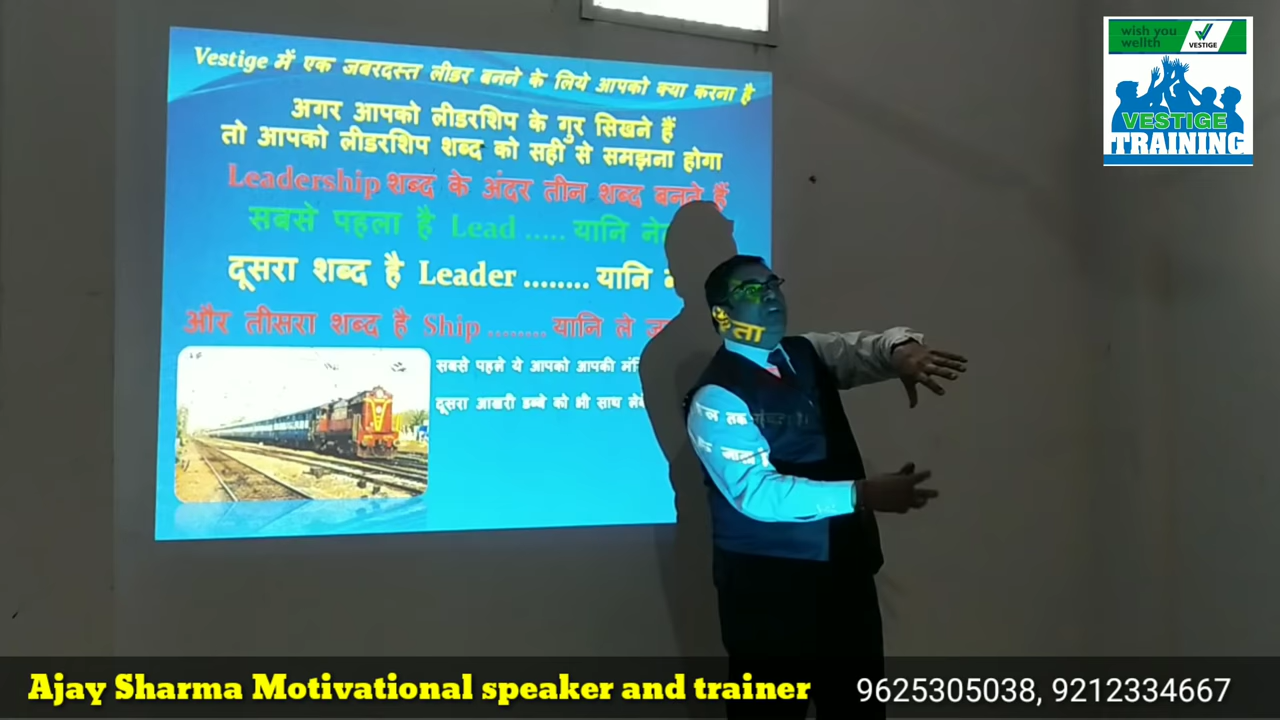 Vestige में एक जबरदस्त लीडर बनने के लिये आपको क्या करना है
अगर आपको लीडरशिप के गुर सिखने हैं
तो आपको लीडरशिप शब्द को सही से समझना होगा
Leadership शब्द के अंदर तीन शब्द बनते हैं
सबसे पहला है Lead ..... यानि
दूसरा शब्द है Leader ........ यानि
और तीसरा शब्द है Ship ........ यानि ले
सबसे पहले ये आपको आपकी
दूसरा आखरी डब्बे को भी साथ
wish you
wellth
VESTIGE
VESTIGE
TRAINING
Ajay Sharma Motivational speaker and trainer
9625305038, 9212334667